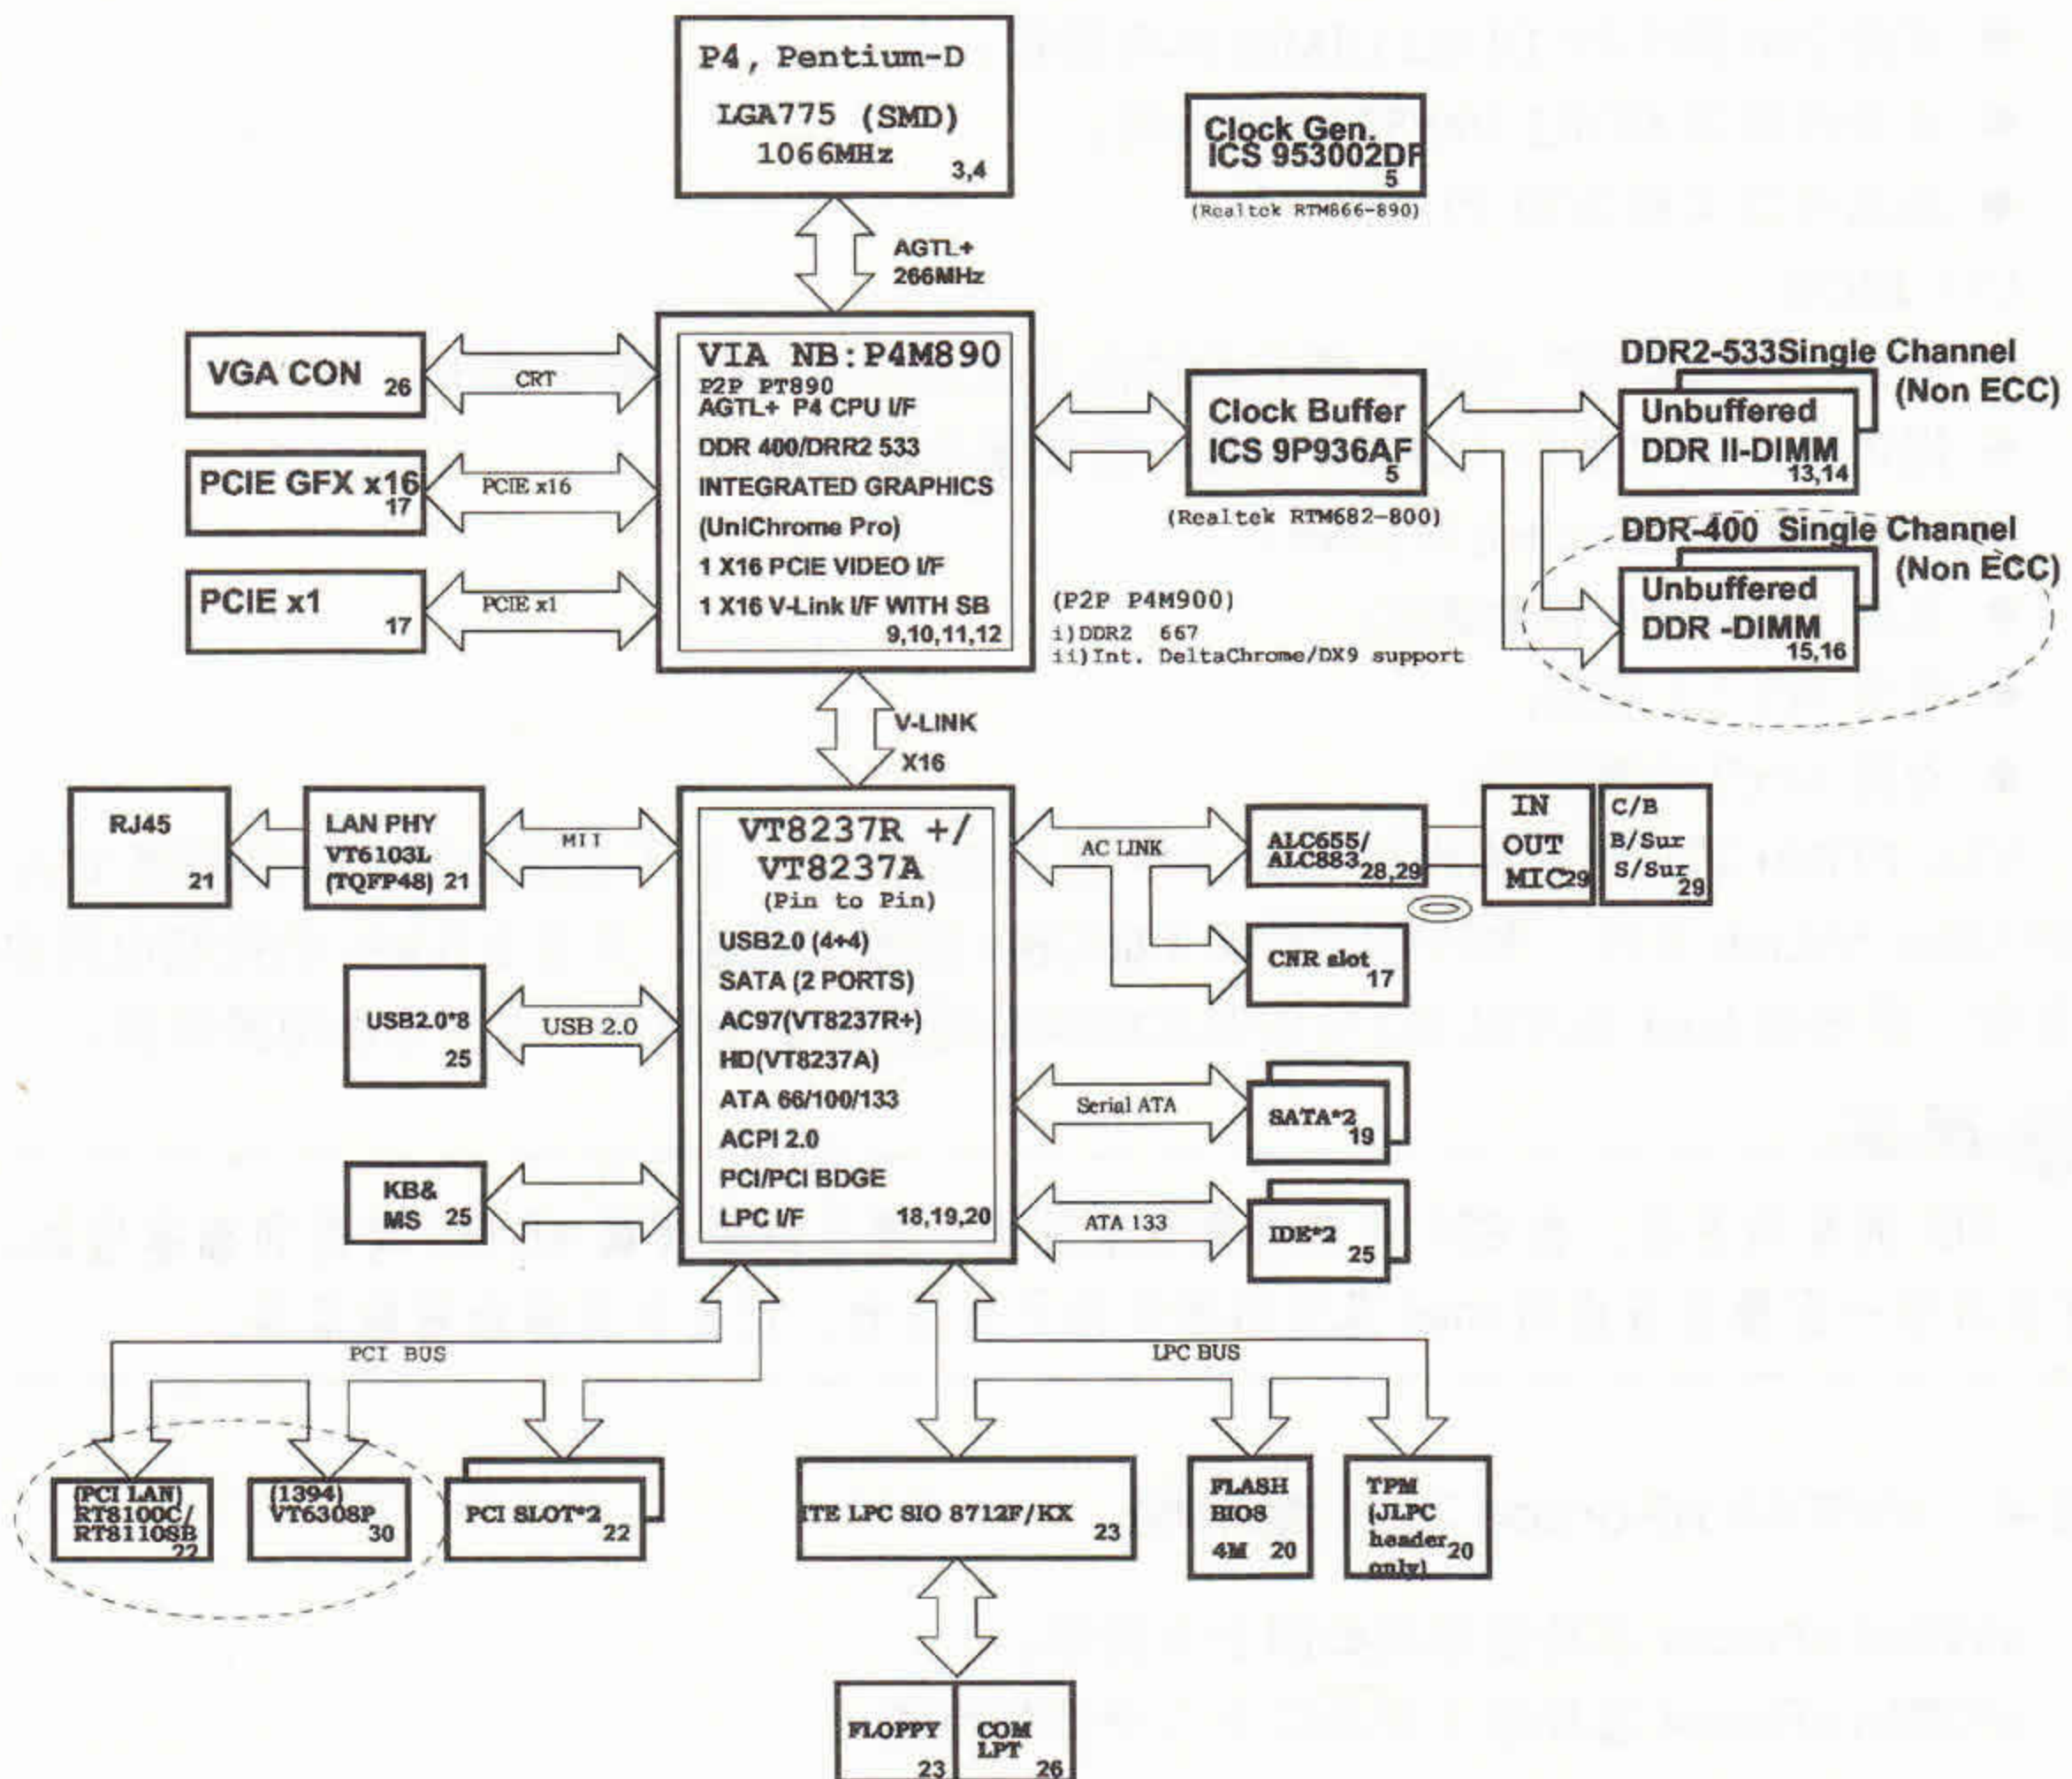 P4, Pentium-D
LGA775 (SMD)
1066MHz
3,4
Clock Gen.
ICS 953002DF
5
(Realtek RTM866-890)
AGTL+
266MHz
VGA CON
26
CRT
PCIE GFX x16
17
PCIE x16
PCIE x1
17
PCIE x1
VIA NB:P4M890
P2P PT890
AGTL+ P4 CPU I/F
DDR 400/DRR2 533
INTEGRATED GRAPHICS
(UniChrome Pro)
1 X16 PCIE VIDEO I/F
1 X16 V-Link I/F WITH SB
9,10,11,12
Clock Buffer
ICS 9P936AF
5
(Realtek RTM682-800)
DDR2-533Single Channel
(Non ECC)
Unbuffered
DDR II-DIMM
13,14
DDR-400 Single Channel
(Non ECC)
Unbuffered
DDR -DIMM
15,16
(P2P P4M900)
i)DDR2 667
ii)Int. DeltaChrome/DX9 support
V-LINK
X16
RJ45
21
LAN PHY
VT6103L
(TQFP48) 21
MII
USB2.0*8
25
USB 2.0
KB&
MS 25
VT8237R +/
VT8237A
(Pin to Pin)
USB2.0 (4+4)
SATA (2 PORTS)
AC97(VT8237R+)
HD(VT8237A)
ATA 66/100/133
ACPI 2.0
PCI/PCI BDGE
LPC I/F
18,19,20
AC LINK
ALC655/
ALC883
28,29
IN
OUT
MIC
29
C/B
B/Sur
S/Sur
29
CNR slot
17
Serial ATA
SATA*2
19
ATA 133
IDE*2
25
PCI BUS
LPC BUS
(PCI LAN)
RT8100C/
RT8110SB
22
(1394)
VT6308P
30
PCI SLOT*2
22
ITE LPC SIO 8712F/KX
23
FLASH
BIOS
4M 20
TPM
(JLPC
header
only)
20
FLOPPY
23
COM
LPT
26